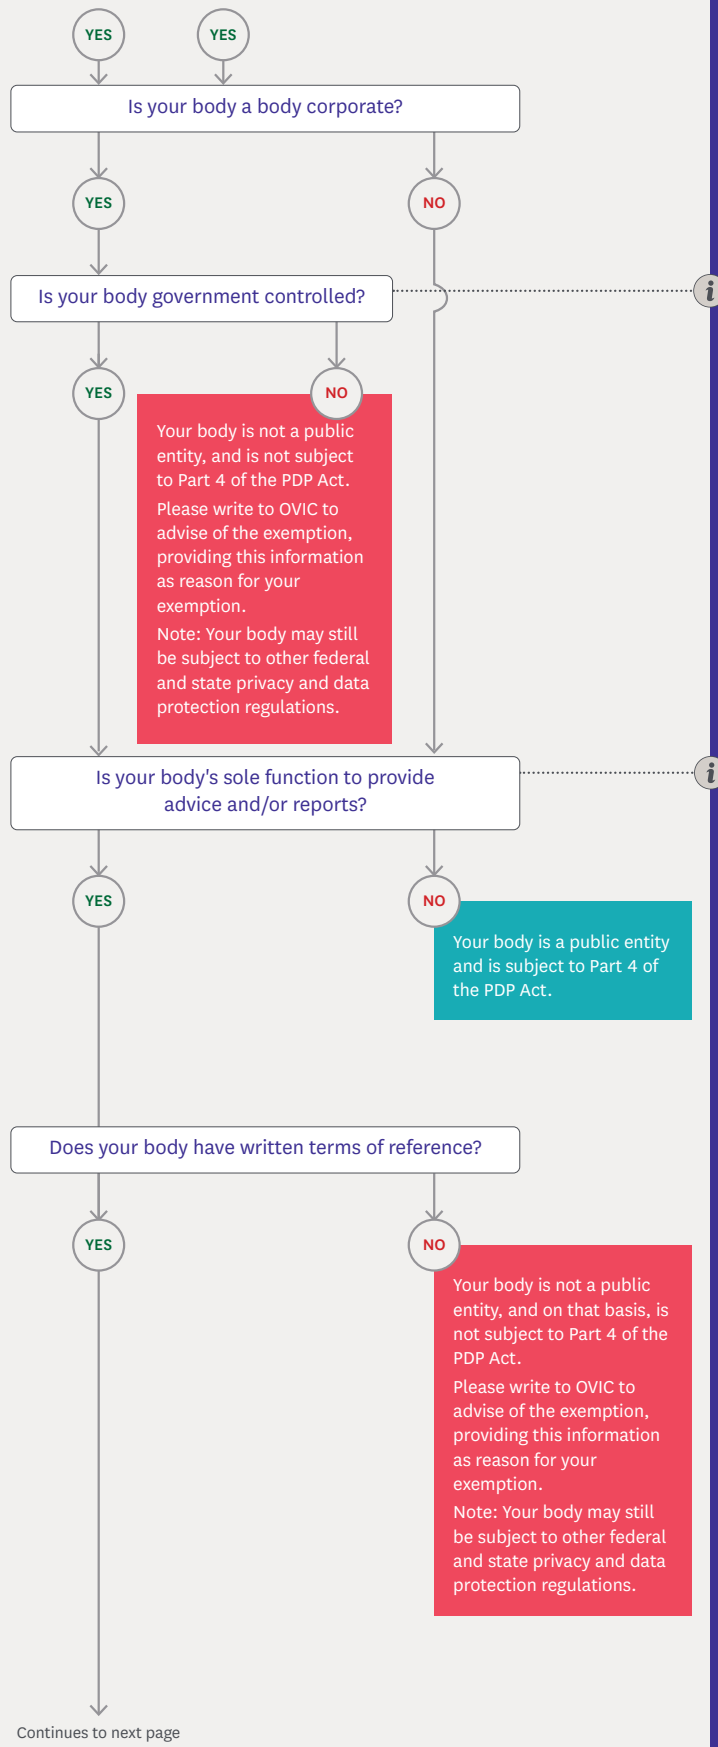 YES
YES
Is your body a body corporate?
YES
NO
Is your body government controlled?
i
YES
NO
Your body is not a public
entity, and is not subject
to Part 4 of the PDP Act.
Please write to OVIC to
advise of the exemption,
providing this information
as reason for your
exemption.
Note: Your body may still
be subject to other federal
and state privacy and data
protection regulations.
Is your body's sole function to provide
advice and/or reports?
i
YES
NO
Your body is a public entity
and is subject to Part 4 of
the PDP Act.
Does your body have written terms of reference?
YES
NO
Your body is not a public
entity, and on that basis, is
not subject to Part 4 of the
PDP Act.
Please write to OVIC to
advise of the exemption,
providing this information
as reason for your
exemption.
Note: Your body may still
be subject to other federal
and state privacy and data
protection regulations.
Continues to next page